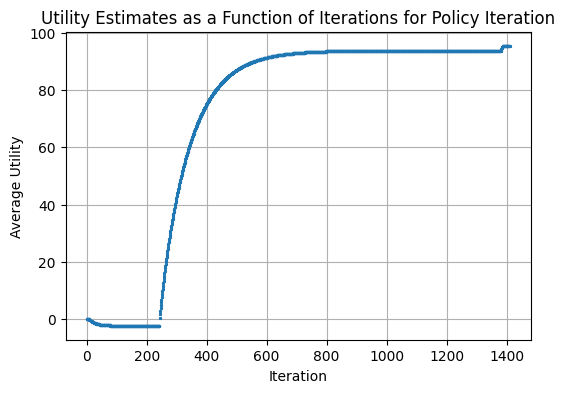 Utility Estimates as a Function of Iterations for Policy Iteration
100
80
60
40
20
0
Average Utility
0 200 400 600 800 1000 1200 1400
Iteration